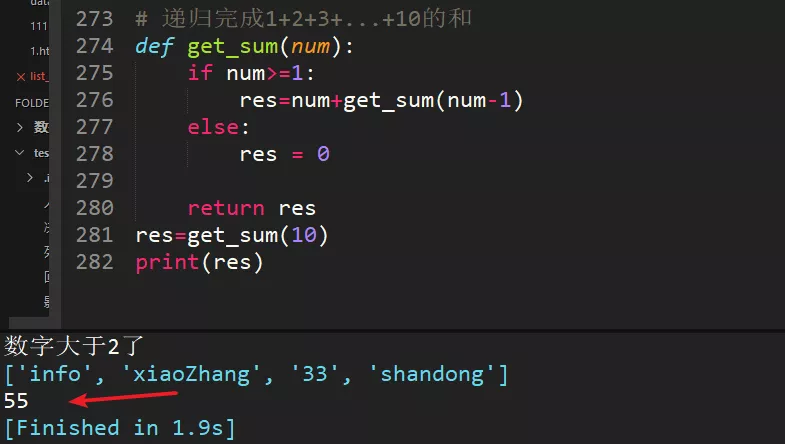 data
111
1.ht
× list_
FOLDE
数
tes
.i
273 # 递归完成1+2+3+...+10的和
274 def get_sum(num):
275     if num>=1:
276         res=num+get_sum(num-1)
277     else:
278         res = 0
279
280     return res
281 res=get_sum(10)
282 print(res)
数字大于2了
['info', 'xiaoZhang', '33', 'shandong']
55
[Finished in 1.9s]